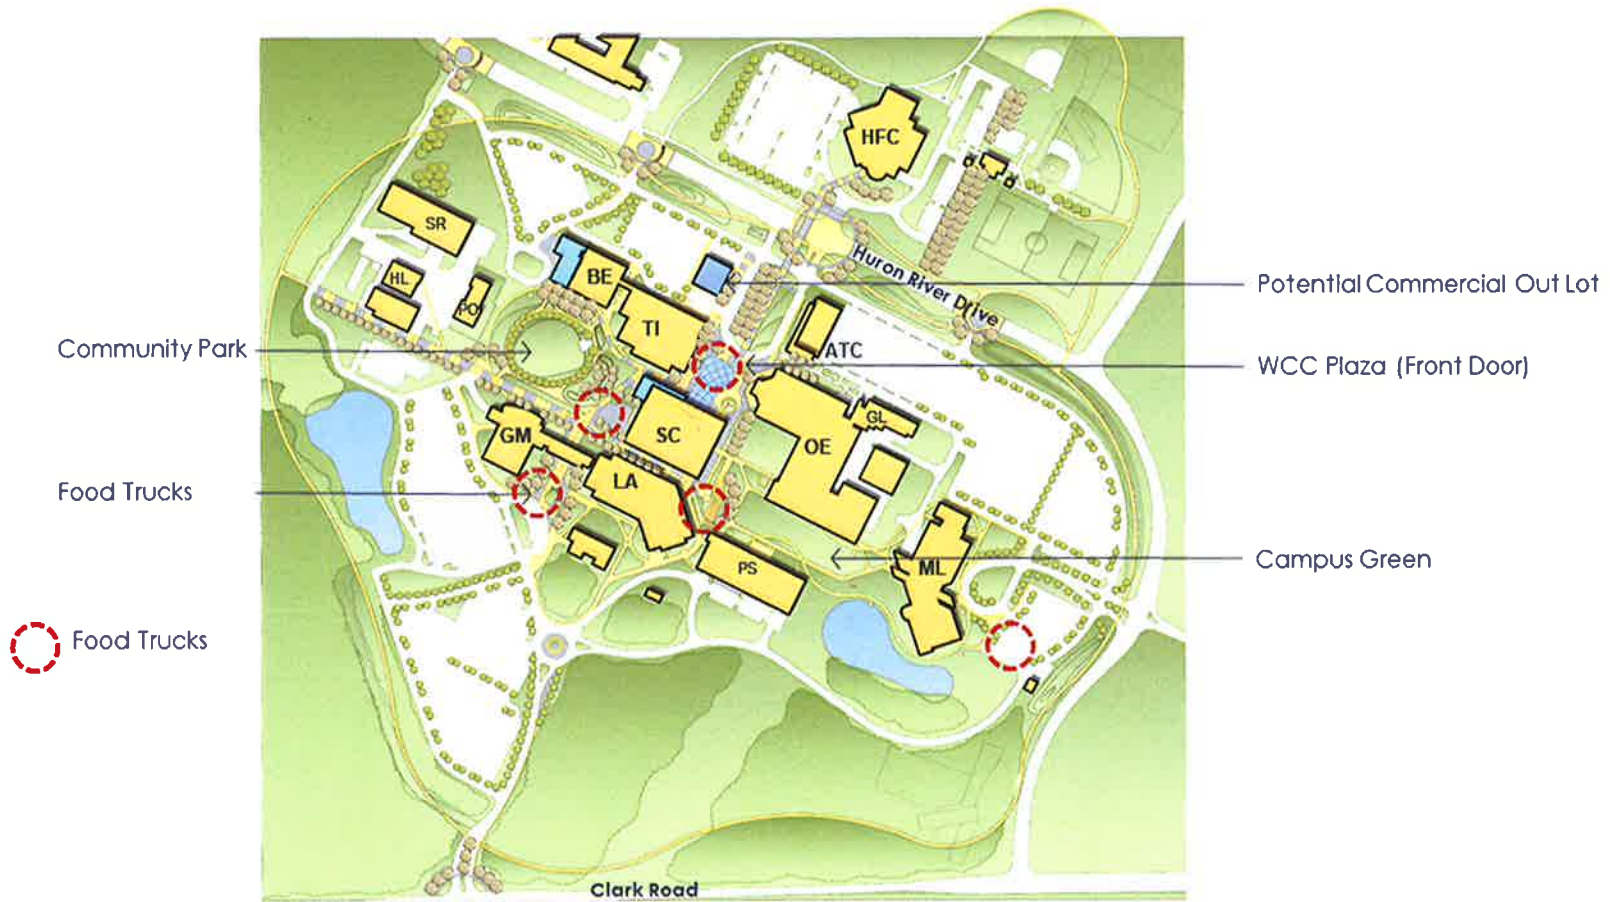 HFC
SR
Huron River Drive
BE
HL
Potential Commercial Out Lot
PO
TI
Community Park
ATC
WCC Plaza (Front Door)
GL
GM
SC
OE
LA
Food Trucks
Campus Green
PS
ML
Food Trucks
Clark Road